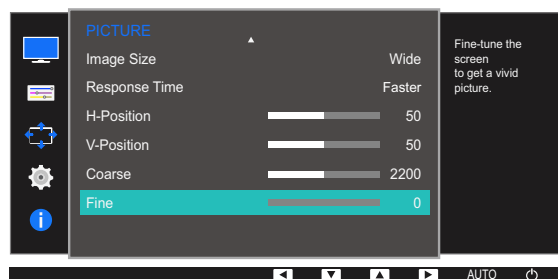 PICTURE
Image Size Wide
Response Time Faster
H-Position 50
V-Position 50
Coarse 2200
Fine 0
Fine-tune the
screen
to get a vivid
picture.
AUTO